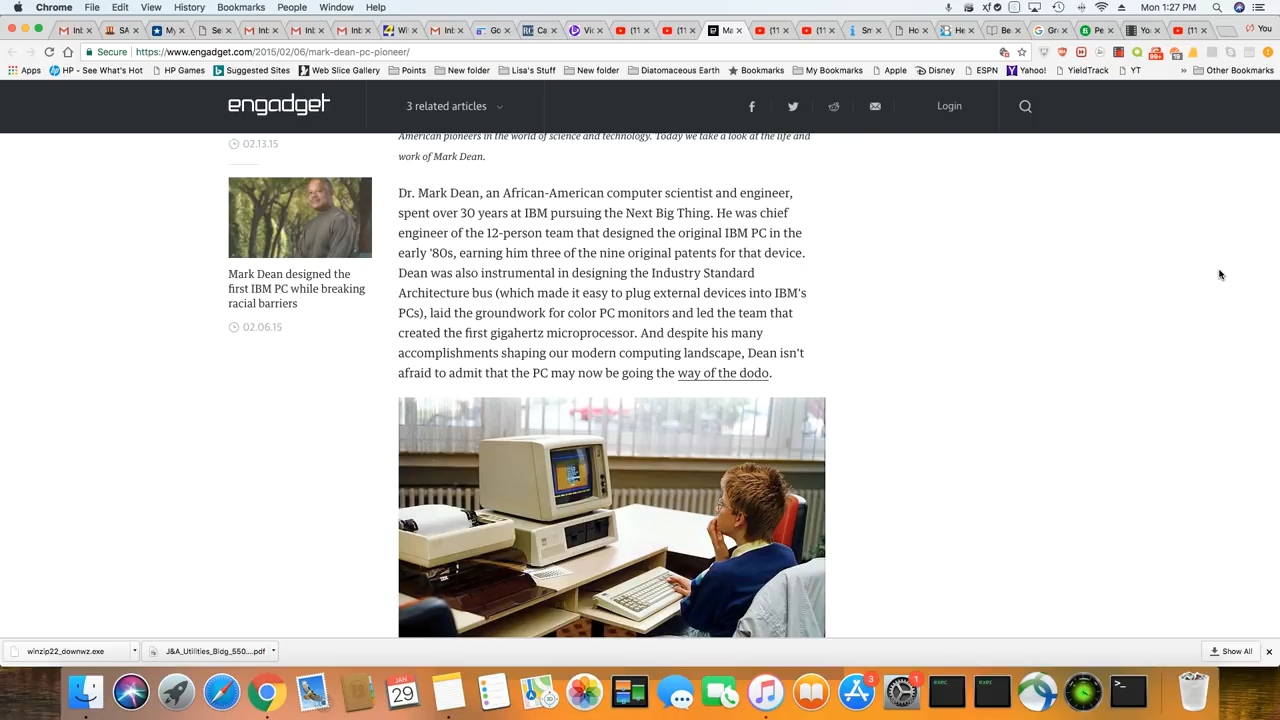 Chrome File Edit View History Bookmarks People Window Help Mon 1:27 PM
Secure https://www.engadget.com/2015/02/06/mark-dean-pc-pioneer/
Apps HP - See What's Hot HP Games Suggested Sites Web Slice Gallery Points New folder Lisa's Stuff New folder Diatomaceous Earth Bookmarks My Bookmarks Apple Disney ESPN Yahoo! YieldTrack YT » Other Bookmarks
engadget 3 related articles Login
02.13.15
American pioneers in the world of science and technology. Today we take a look at the life and
work of Mark Dean.
Mark Dean designed the
first IBM PC while breaking
racial barriers
02.06.15
Dr. Mark Dean, an African-American computer scientist and engineer,
spent over 30 years at IBM pursuing the Next Big Thing. He was chief
engineer of the 12-person team that designed the original IBM PC in the
early '80s, earning him three of the nine original patents for that device.
Dean was also instrumental in designing the Industry Standard
Architecture bus (which made it easy to plug external devices into IBM's
PCs), laid the groundwork for color PC monitors and led the team that
created the first gigahertz microprocessor. And despite his many
accomplishments shaping our modern computing landscape, Dean isn't
afraid to admit that the PC may now be going the way of the dodo.
winzip22_downwz.exe J&A_Utilities_Bldg_550....pdf Show All
JAN
29
3
1